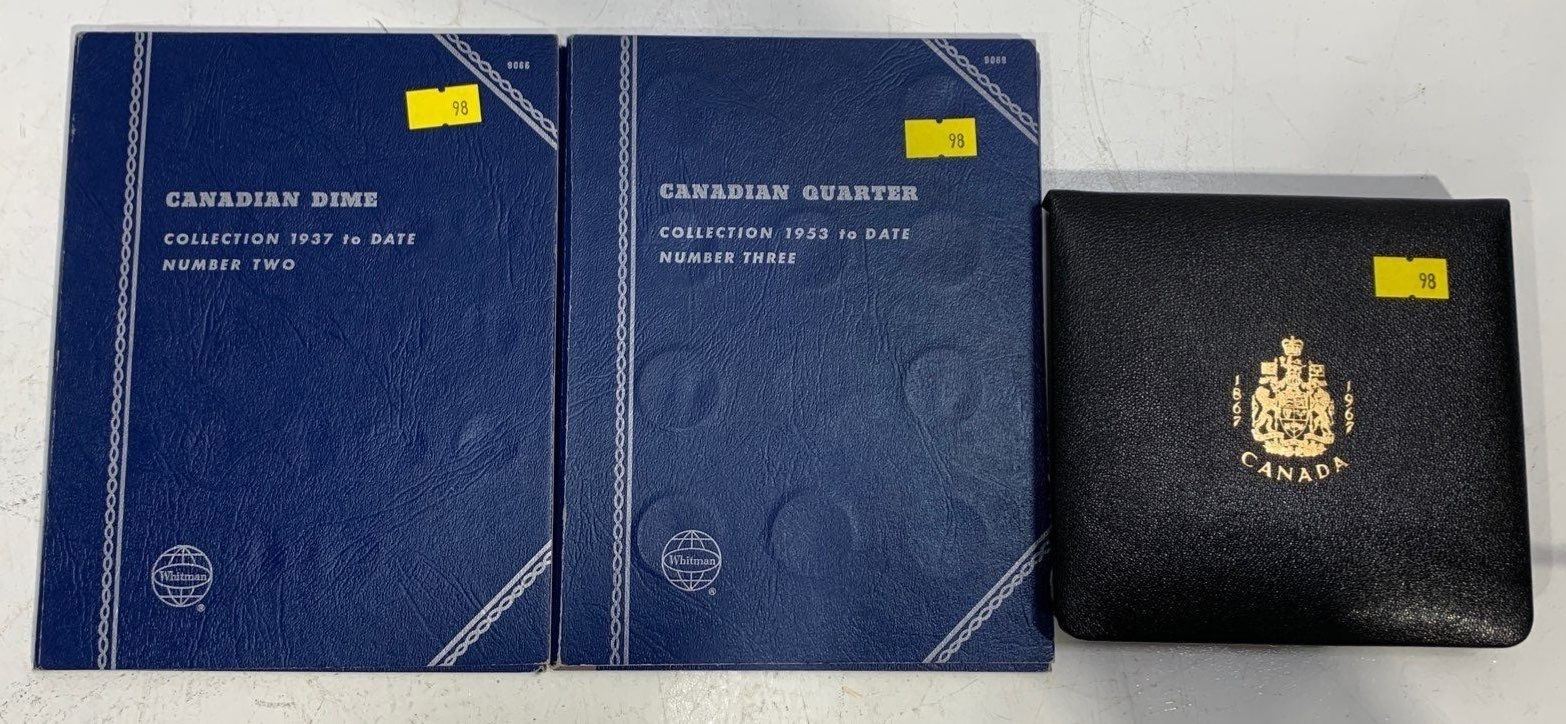 9066
98
CANADIAN DIME
COLLECTION 1937 to DATE
NUMBER TWO
Whitman
®
9069
98
CANADIAN QUARTER
COLLECTION 1953 to DATE
NUMBER THREE
Whitman
®
98
1867
1967
CANADA